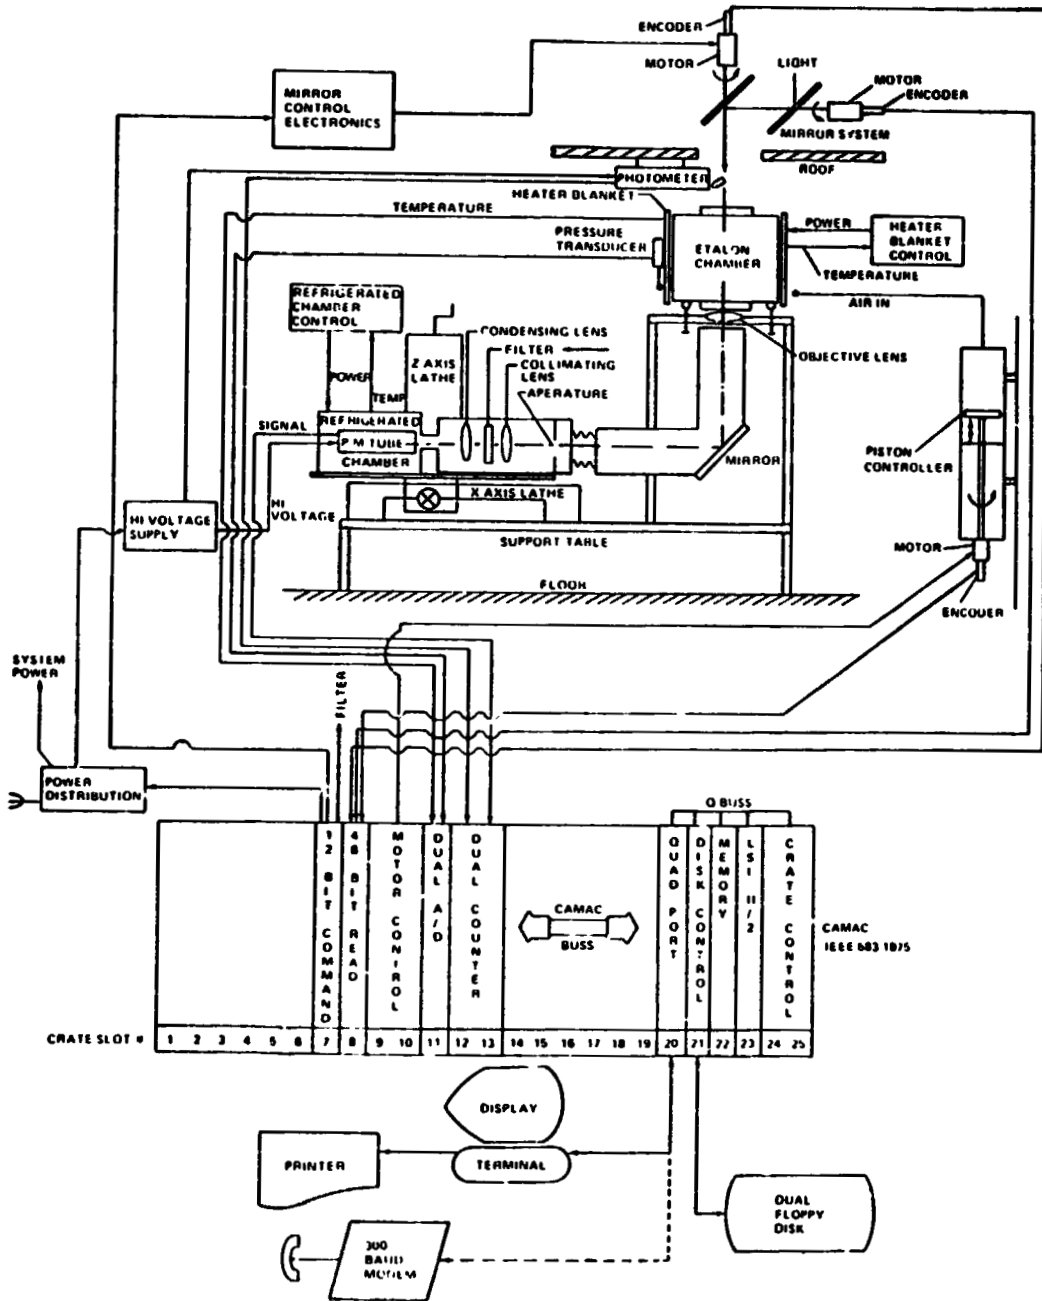 ENCODER
MOTOR
LIGHT
MOTOR
ENCODER
MIRROR SYSTEM
ROOF
MIRROR
CONTROL
ELECTRONICS
PHOTOMETER
HEATER BLANKET
TEMPERATURE
PRESSURE
TRANSDUCER
ETALON
CHAMBER
POWER
TEMPERATURE
HEATER
BLANKET
CONTROL
AIR IN
REFRIGERATED
CHAMBER
CONTROL
Z AXIS
LATHE
CONDENSING LENS
FILTER
COLLIMATING
LENS
APERATURE
OBJECTIVE LENS
POWER
TEMP
REFRIGERATED
P.M TUBE
CHAMBER
SIGNAL
MIRROR
PISTON
CONTROLLER
HI
VOLTAGE
X AXIS LATHE
HI VOLTAGE
SUPPLY
SUPPORT TABLE
FLOOR
MOTOR
ENCODER
SYSTEM
POWER
FILTER
POWER
DISTRIBUTION
Q BUSS
12 BIT COMMAND
48 BIT READ
MOTOR CONTROL
DUAL A/D
DUAL COUNTER
CAMAC
BUSS
QUAD PORT
DISK CONTROL
MEMORY
LSI 11/2
CRATE CONTROL
CAMAC
IEEE 583 1975
CRATE SLOT #
1 2 3 4 5 6 7 8 9 10 11 12 13 14 15 16 17 18 19 20 21 22 23 24 25
DISPLAY
TERMINAL
PRINTER
300
BAUD
MODEM
DUAL
FLOPPY
DISK